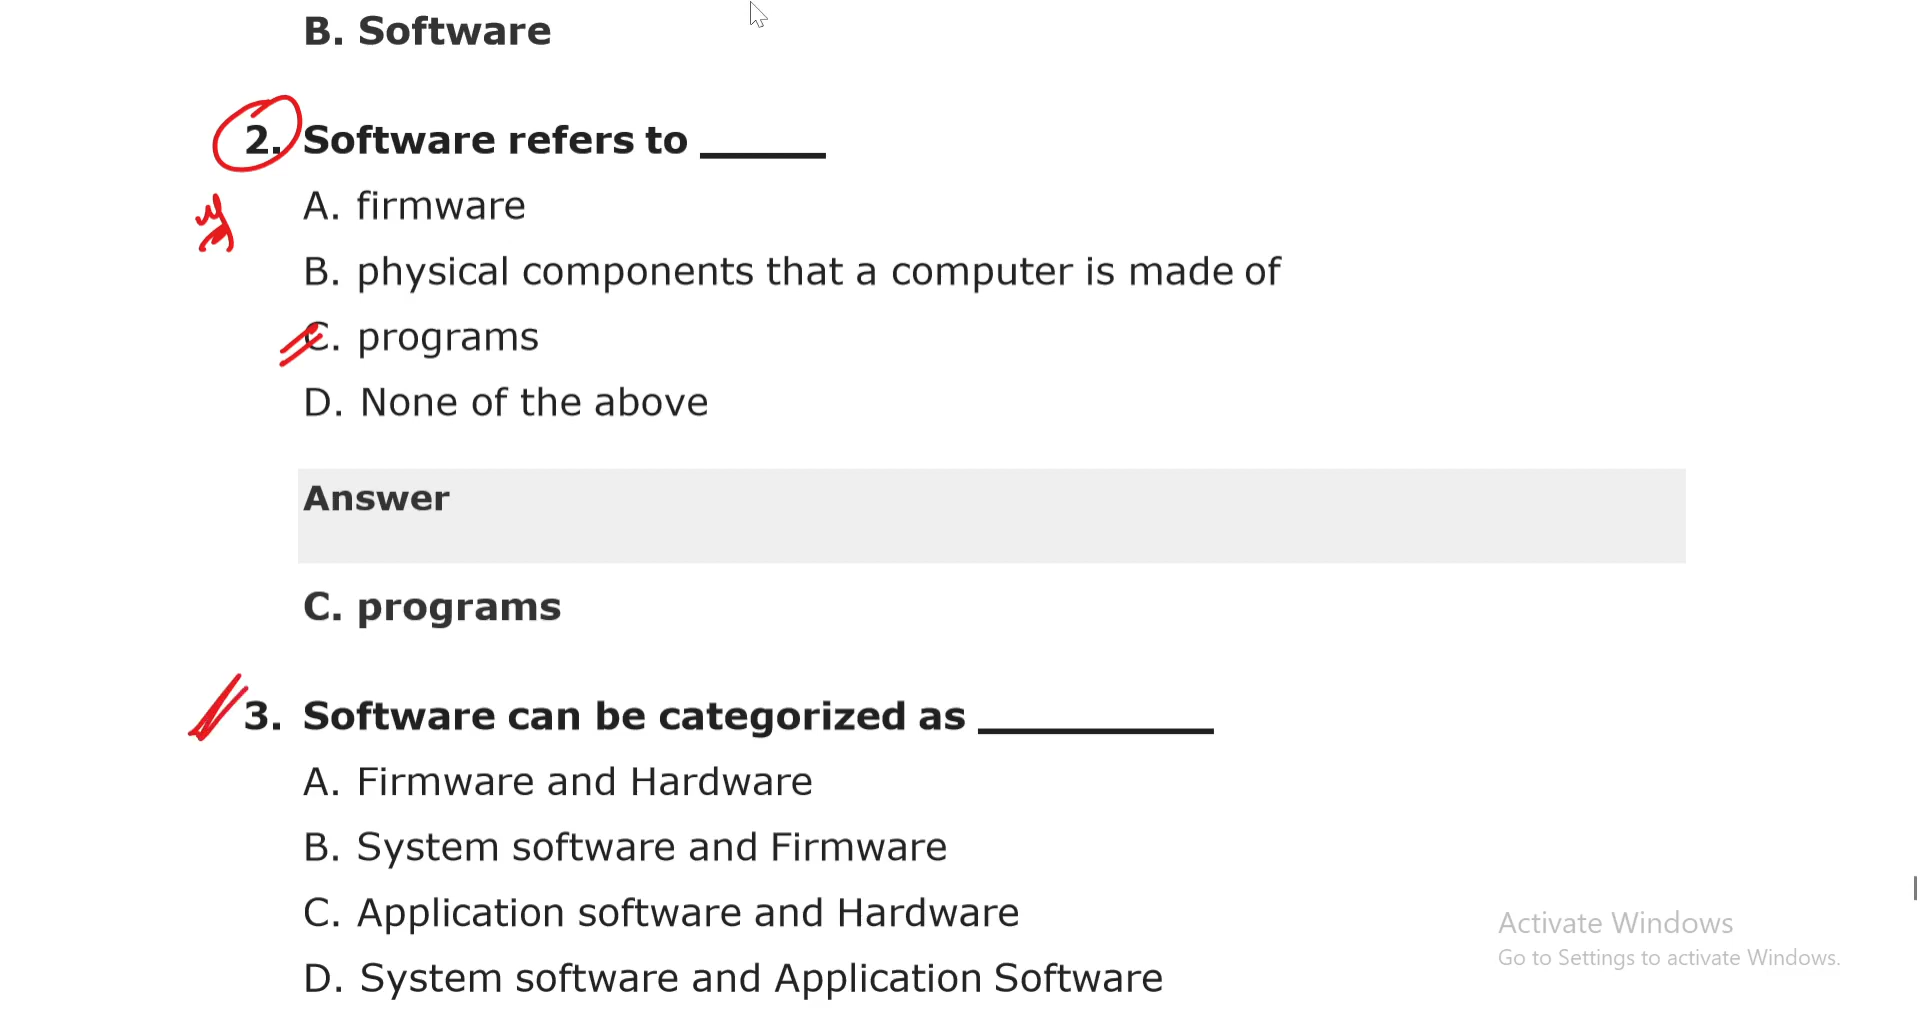 B. Software
2. Software refers to ______
A. firmware
B. physical components that a computer is made of
C. programs
D. None of the above
Answer
C. programs
3. Software can be categorized as ___________
A. Firmware and Hardware
B. System software and Firmware
C. Application software and Hardware
D. System software and Application Software
Activate Windows
Go to Settings to activate Windows.